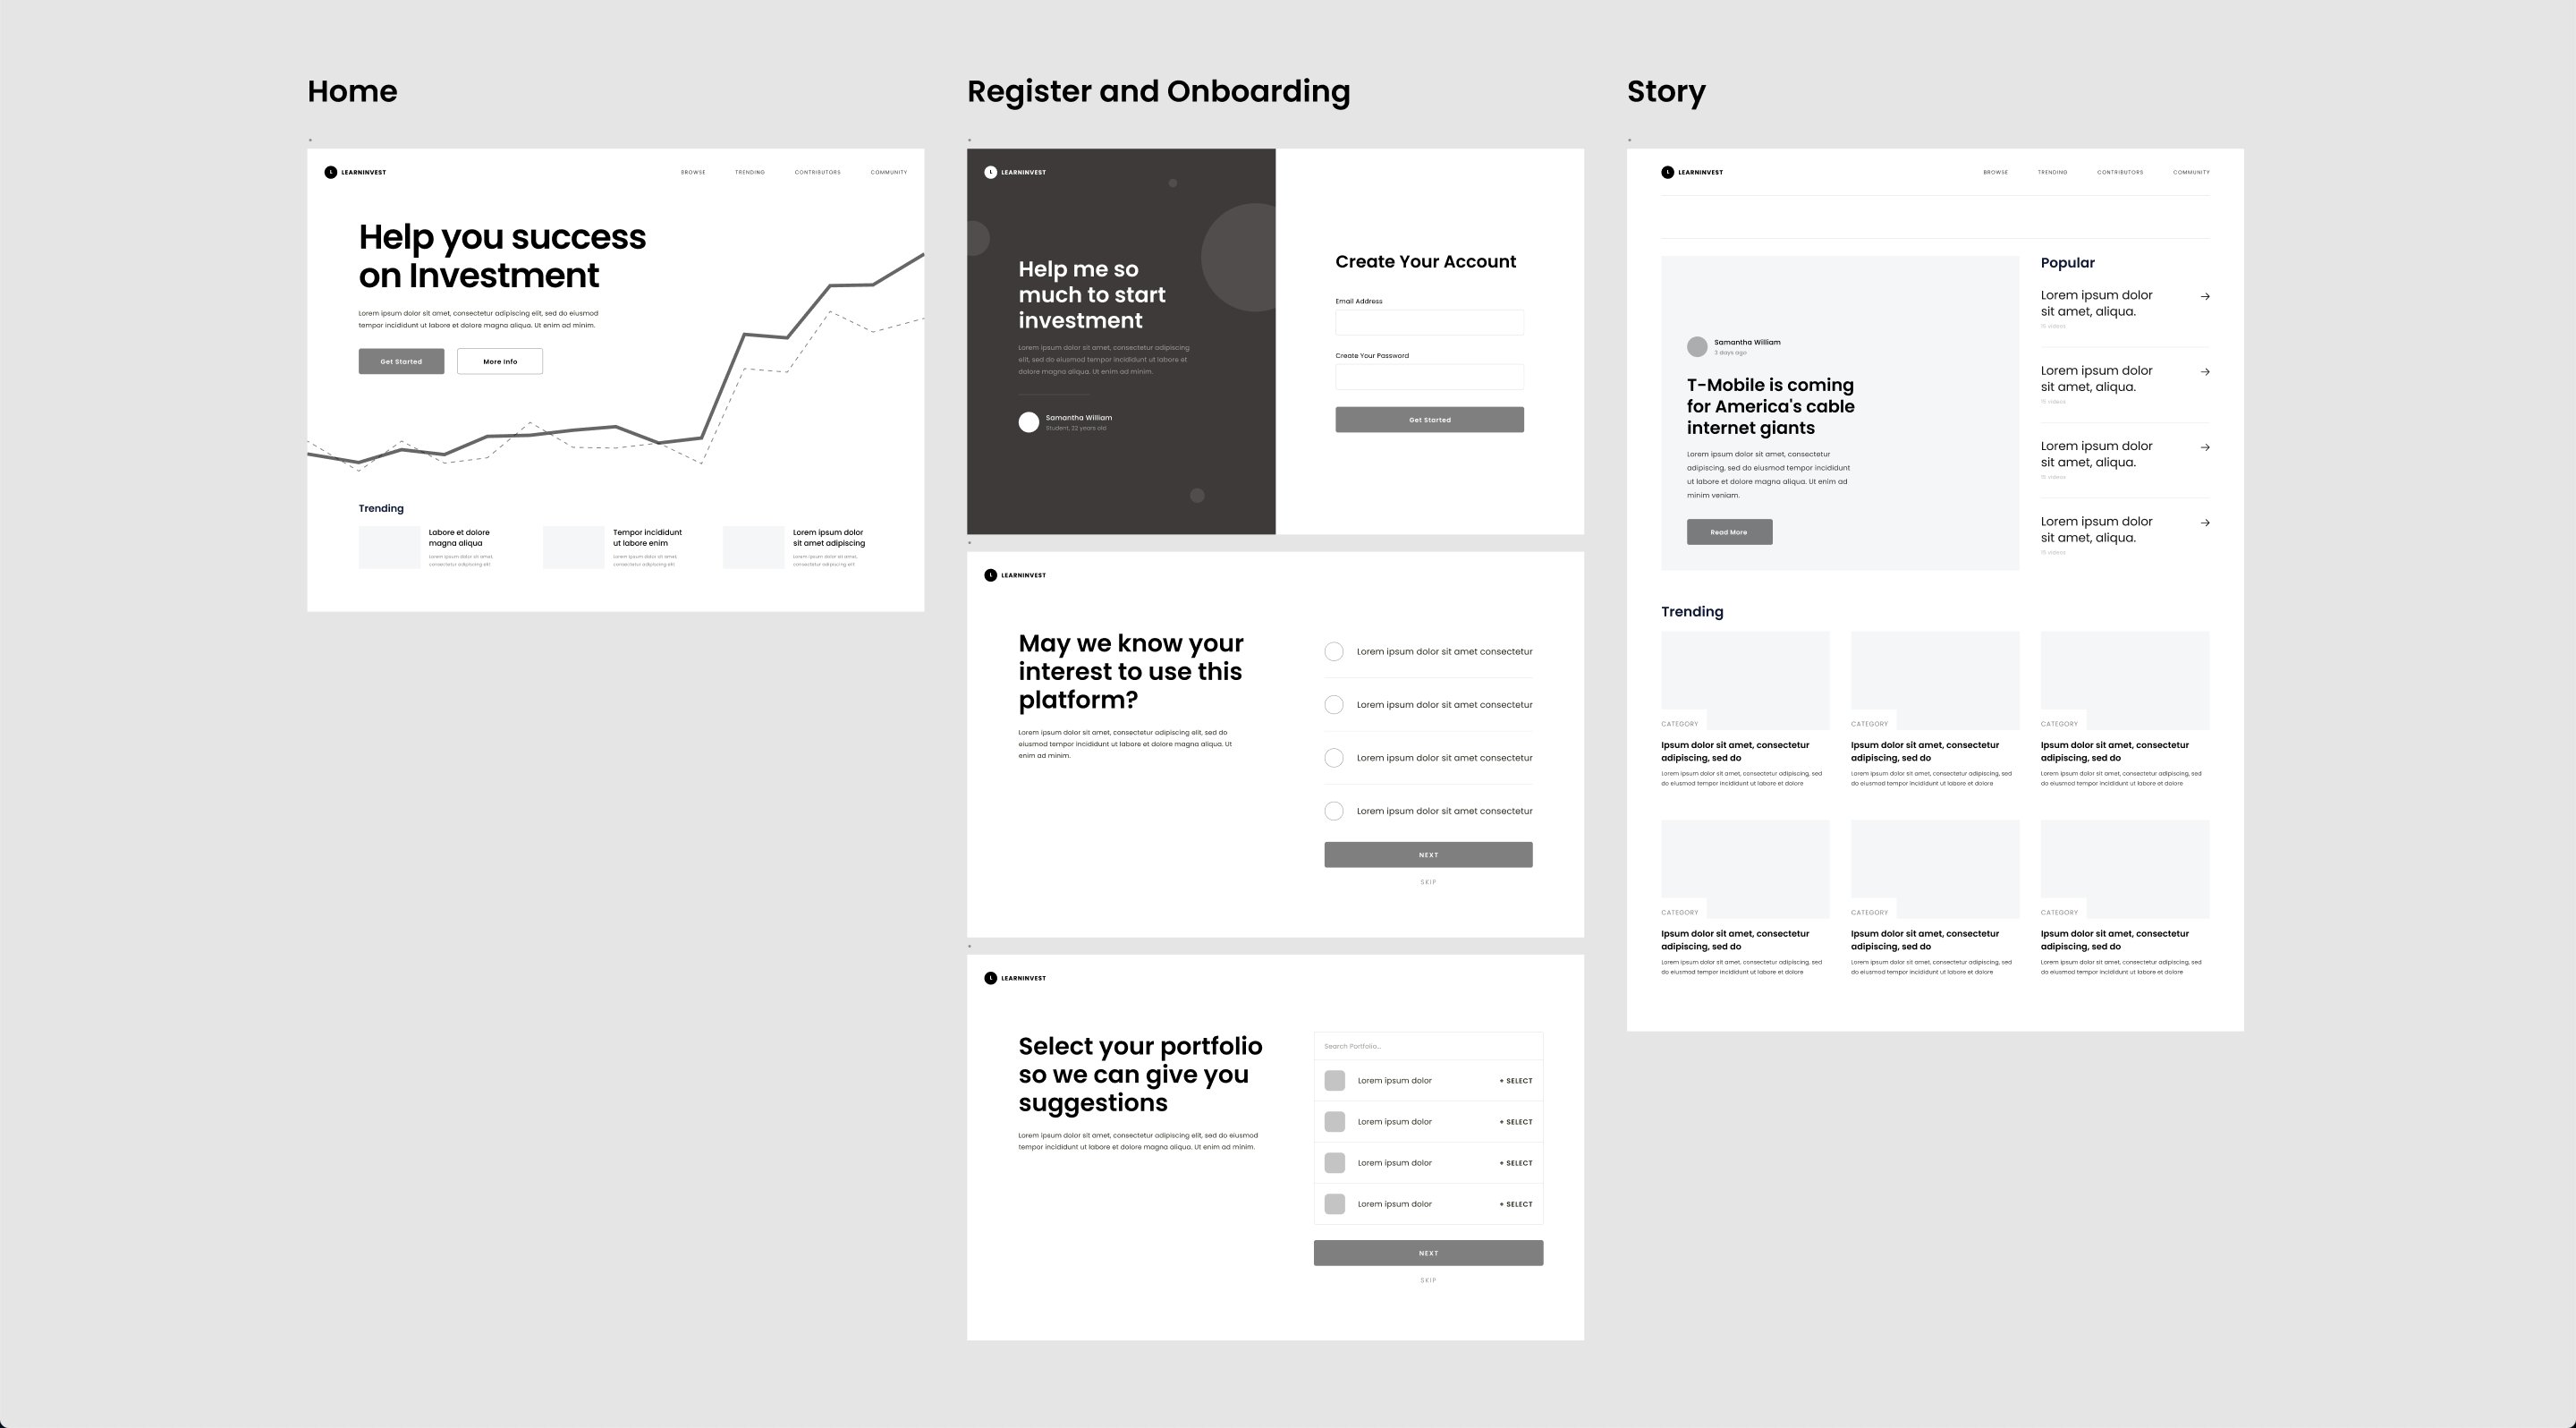 Home
L LEARNINVEST
BROWSE TRENDING CONTRIBUTORS COMMUNITY
Help you success
on Investment
Lorem ipsum dolor sit amet, consectetur adipiscing elit, sed do eiusmod
tempor incididunt ut labore et dolore magna aliqua. Ut enim ad minim.
Get Started
More Info
Trending
Labore et dolore
magna aliqua
Lorem ipsum dolor sit amet,
consectetur adipiscing elit
Tempor incididunt
ut labore enim
Lorem ipsum dolor sit amet,
consectetur adipiscing elit
Lorem ipsum dolor
sit amet adipiscing
Lorem ipsum dolor sit amet,
consectetur adipiscing elit
Register and Onboarding
L LEARNINVEST
Help me so
much to start
investment
Lorem ipsum dolor sit amet, consectetur adipiscing
elit, sed do eiusmod tempor incididunt ut labore et
dolore magna aliqua. Ut enim ad minim.
Samantha William
Student, 22 years old
Create Your Account
Email Address
Create Your Password
Get Started
L LEARNINVEST
May we know your
interest to use this
platform?
Lorem ipsum dolor sit amet, consectetur adipiscing elit, sed do
eiusmod tempor incididunt ut labore et dolore magna aliqua. Ut
enim ad minim.
Lorem ipsum dolor sit amet consectetur
Lorem ipsum dolor sit amet consectetur
Lorem ipsum dolor sit amet consectetur
Lorem ipsum dolor sit amet consectetur
NEXT
SKIP
L LEARNINVEST
Select your portfolio
so we can give you
suggestions
Lorem ipsum dolor sit amet, consectetur adipiscing elit, sed do eiusmod
tempor incididunt ut labore et dolore magna aliqua. Ut enim ad minim.
Search Portfolio...
Lorem ipsum dolor + SELECT
Lorem ipsum dolor + SELECT
Lorem ipsum dolor + SELECT
Lorem ipsum dolor + SELECT
NEXT
SKIP
Story
L LEARNINVEST
BROWSE TRENDING CONTRIBUTORS COMMUNITY
Samantha William
3 days ago
T-Mobile is coming
for America's cable
internet giants
Lorem ipsum dolor sit amet, consectetur
adipiscing, sed do eiusmod tempor incididunt
ut labore et dolore magna aliqua. Ut enim ad
minim veniam.
Read More
Popular
Lorem ipsum dolor
sit amet, aliqua.
videos
Lorem ipsum dolor
sit amet, aliqua.
videos
Lorem ipsum dolor
sit amet, aliqua.
videos
Lorem ipsum dolor
sit amet, aliqua.
videos
Trending
CATEGORY
Ipsum dolor sit amet, consectetur
adipiscing, sed do
Lorem ipsum dolor sit amet, consectetur adipiscing, sed
do eiusmod tempor incididunt ut labore et dolore
CATEGORY
Ipsum dolor sit amet, consectetur
adipiscing, sed do
Lorem ipsum dolor sit amet, consectetur adipiscing, sed
do eiusmod tempor incididunt ut labore et dolore
CATEGORY
Ipsum dolor sit amet, consectetur
adipiscing, sed do
Lorem ipsum dolor sit amet, consectetur adipiscing, sed
do eiusmod tempor incididunt ut labore et dolore
CATEGORY
Ipsum dolor sit amet, consectetur
adipiscing, sed do
Lorem ipsum dolor sit amet, consectetur adipiscing, sed
do eiusmod tempor incididunt ut labore et dolore
CATEGORY
Ipsum dolor sit amet, consectetur
adipiscing, sed do
Lorem ipsum dolor sit amet, consectetur adipiscing, sed
do eiusmod tempor incididunt ut labore et dolore
CATEGORY
Ipsum dolor sit amet, consectetur
adipiscing, sed do
Lorem ipsum dolor sit amet, consectetur adipiscing, sed
do eiusmod tempor incididunt ut labore et dolore